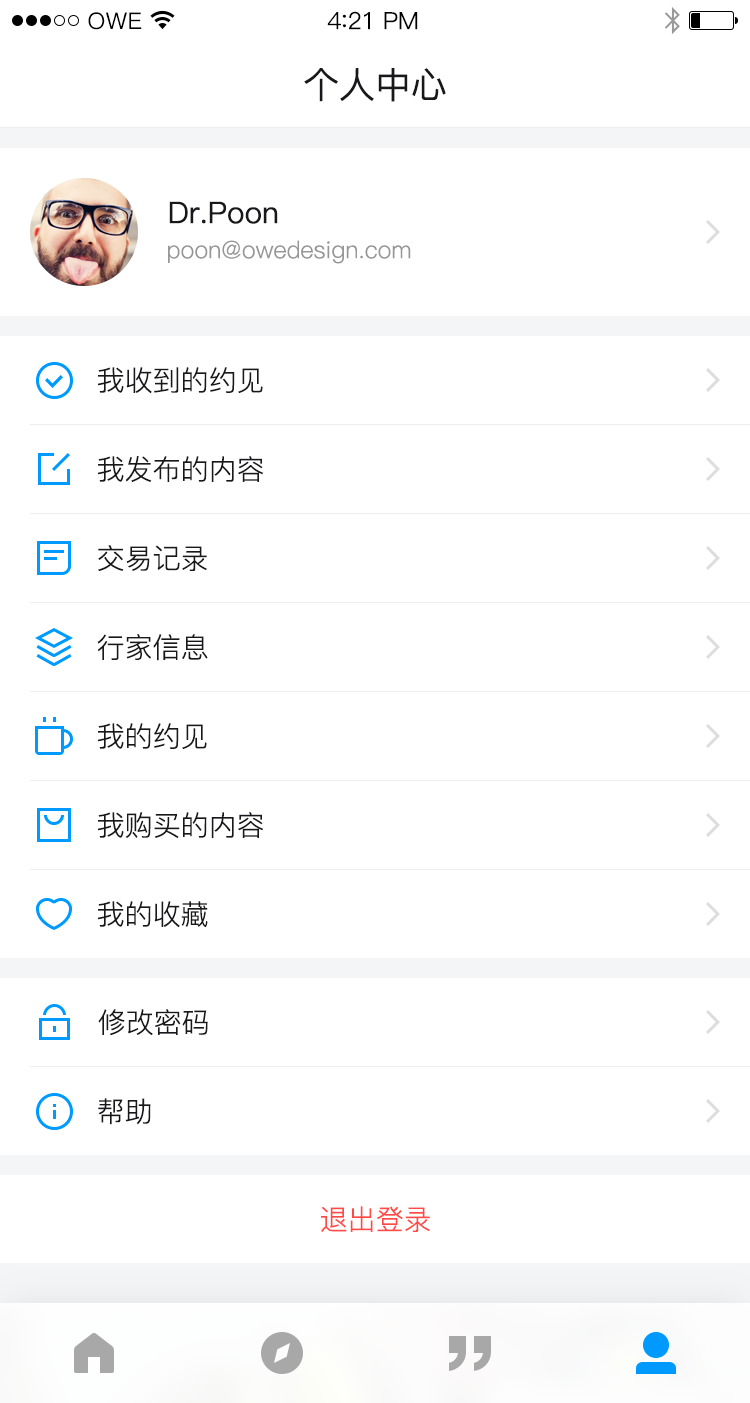 OWE 4:21 PM
个人中心
Dr.Poon
poon@owedesign.com
我收到的约见
我发布的内容
交易记录
行家信息
我的约见
我购买的内容
我的收藏
修改密码
帮助
退出登录